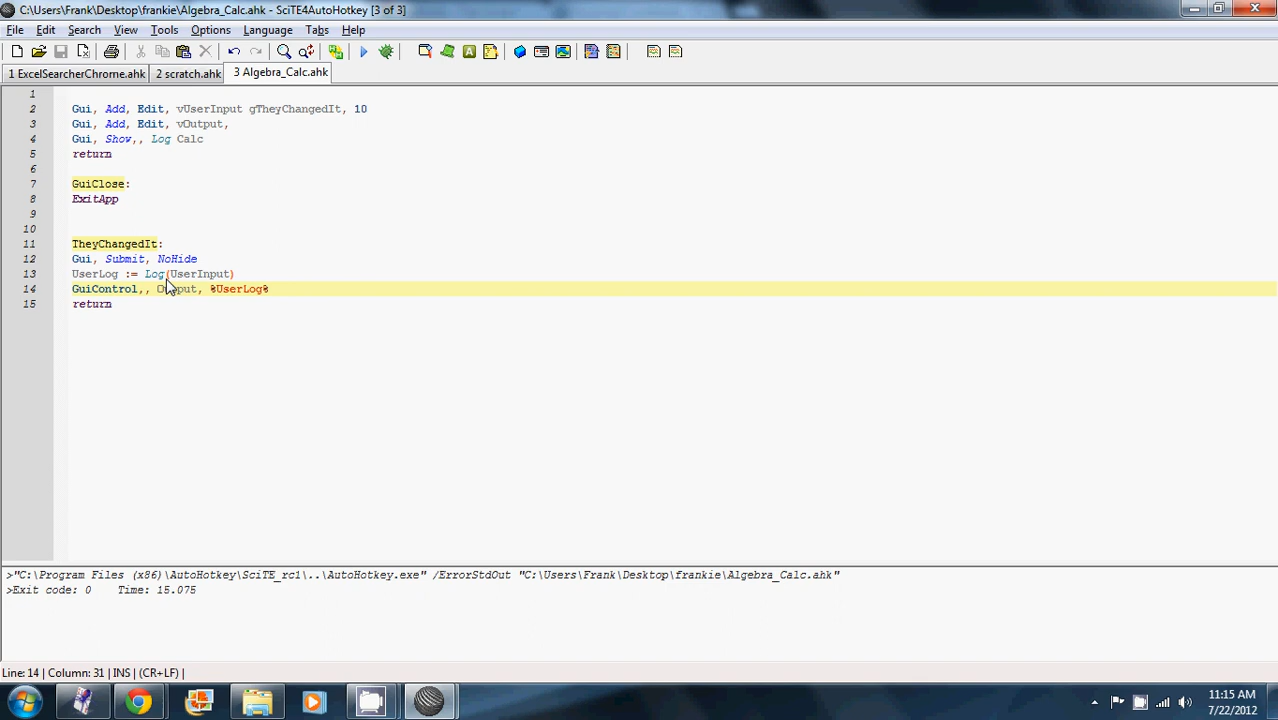 C:\Users\Frank\Desktop\frankie\Algebra_Calc.ahk - SciTE4AutoHotkey [3 of 3]
File Edit Search View Tools Options Language Tabs Help
1 ExcelSearcherChrome.ahk 2 scratch.ahk 3 Algebra_Calc.ahk
1
2 Gui, Add, Edit, vUserInput gTheyChangedIt, 10
3 Gui, Add, Edit, vOutput,
4 Gui, Show,, Log Calc
5 return
6
7 GuiClose:
8 ExitApp
9
10
11 TheyChangedIt:
12 Gui, Submit, NoHide
13 UserLog := Log(UserInput)
14 GuiControl,, Output, %UserLog%
15 return
>"C:\Program Files (x86)\AutoHotkey\SciTE_rc1\..\AutoHotkey.exe" /ErrorStdOut "C:\Users\Frank\Desktop\frankie\Algebra_Calc.ahk"
>Exit code: 0 Time: 15.075
Line: 14 | Column: 31 | INS | (CR+LF) |
11:15 AM
7/22/2012